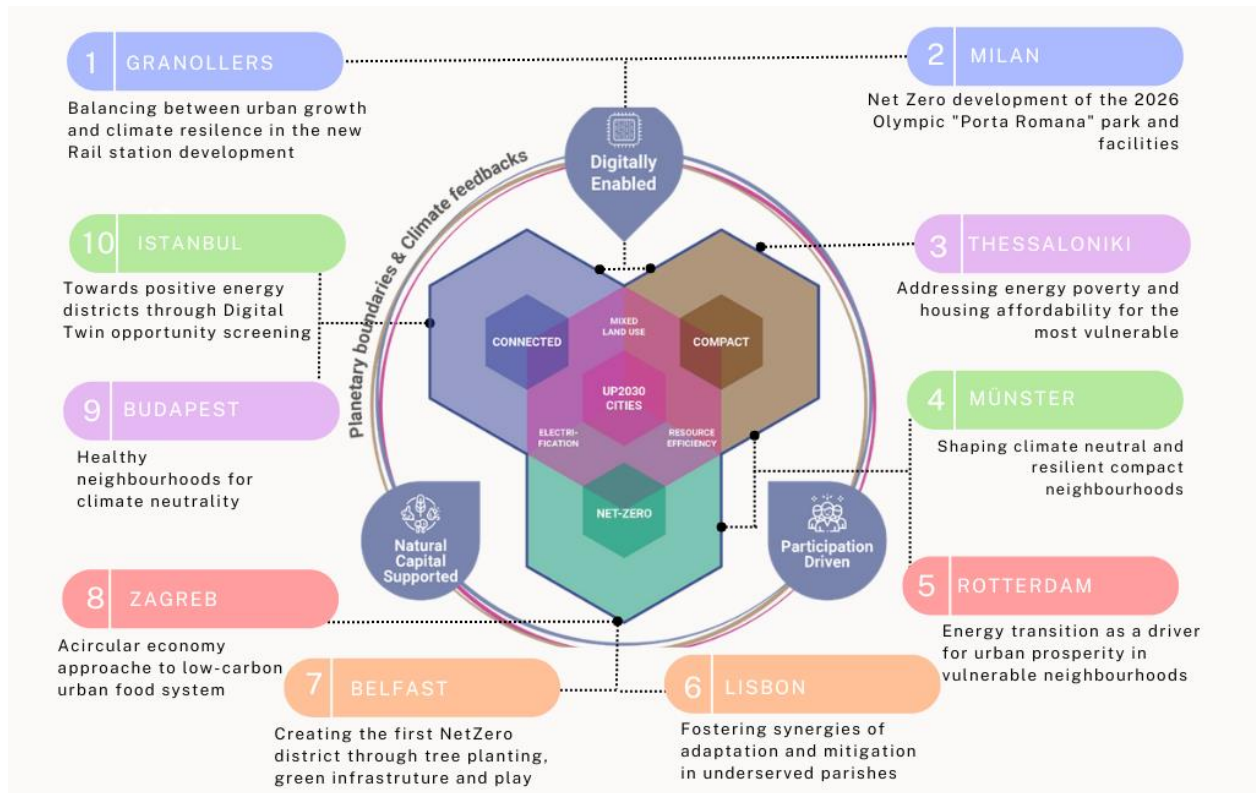 1 GRANOLLERS
Balancing between urban growth
and climate resilence in the new
Rail station development
2 MILAN
Net Zero development of the 2026
Olympic "Porta Romana" park and
facilities
Digitally
Enabled
Planetary boundaries & Climate feedbacks
10 ISTANBUL
Towards positive energy
districts through Digital
Twin opportunity screening
3 THESSALONIKI
Addressing energy poverty and
housing affordability for the
most vulnerable
CONNECTED
MIXED
LAND USE
COMPACT
UP2030
CITIES
ELECTRI-
FICATION
RESOURCE
EFFICIENCY
NET-ZERO
9 BUDAPEST
Healthy
neighbourhoods for
climate neutrality
4 MÜNSTER
Shaping climate neutral and
resilient compact
neighbourhoods
Natural
Capital
Supported
Participation
Driven
8 ZAGREB
Acircular economy
approache to low-carbon
urban food system
5 ROTTERDAM
Energy transition as a driver
for urban prosperity in
vulnerable neighbourhoods
7 BELFAST
Creating the first NetZero
district through tree planting,
green infrastruture and play
6 LISBON
Fostering synergies of
adaptation and mitigation
in underserved parishes